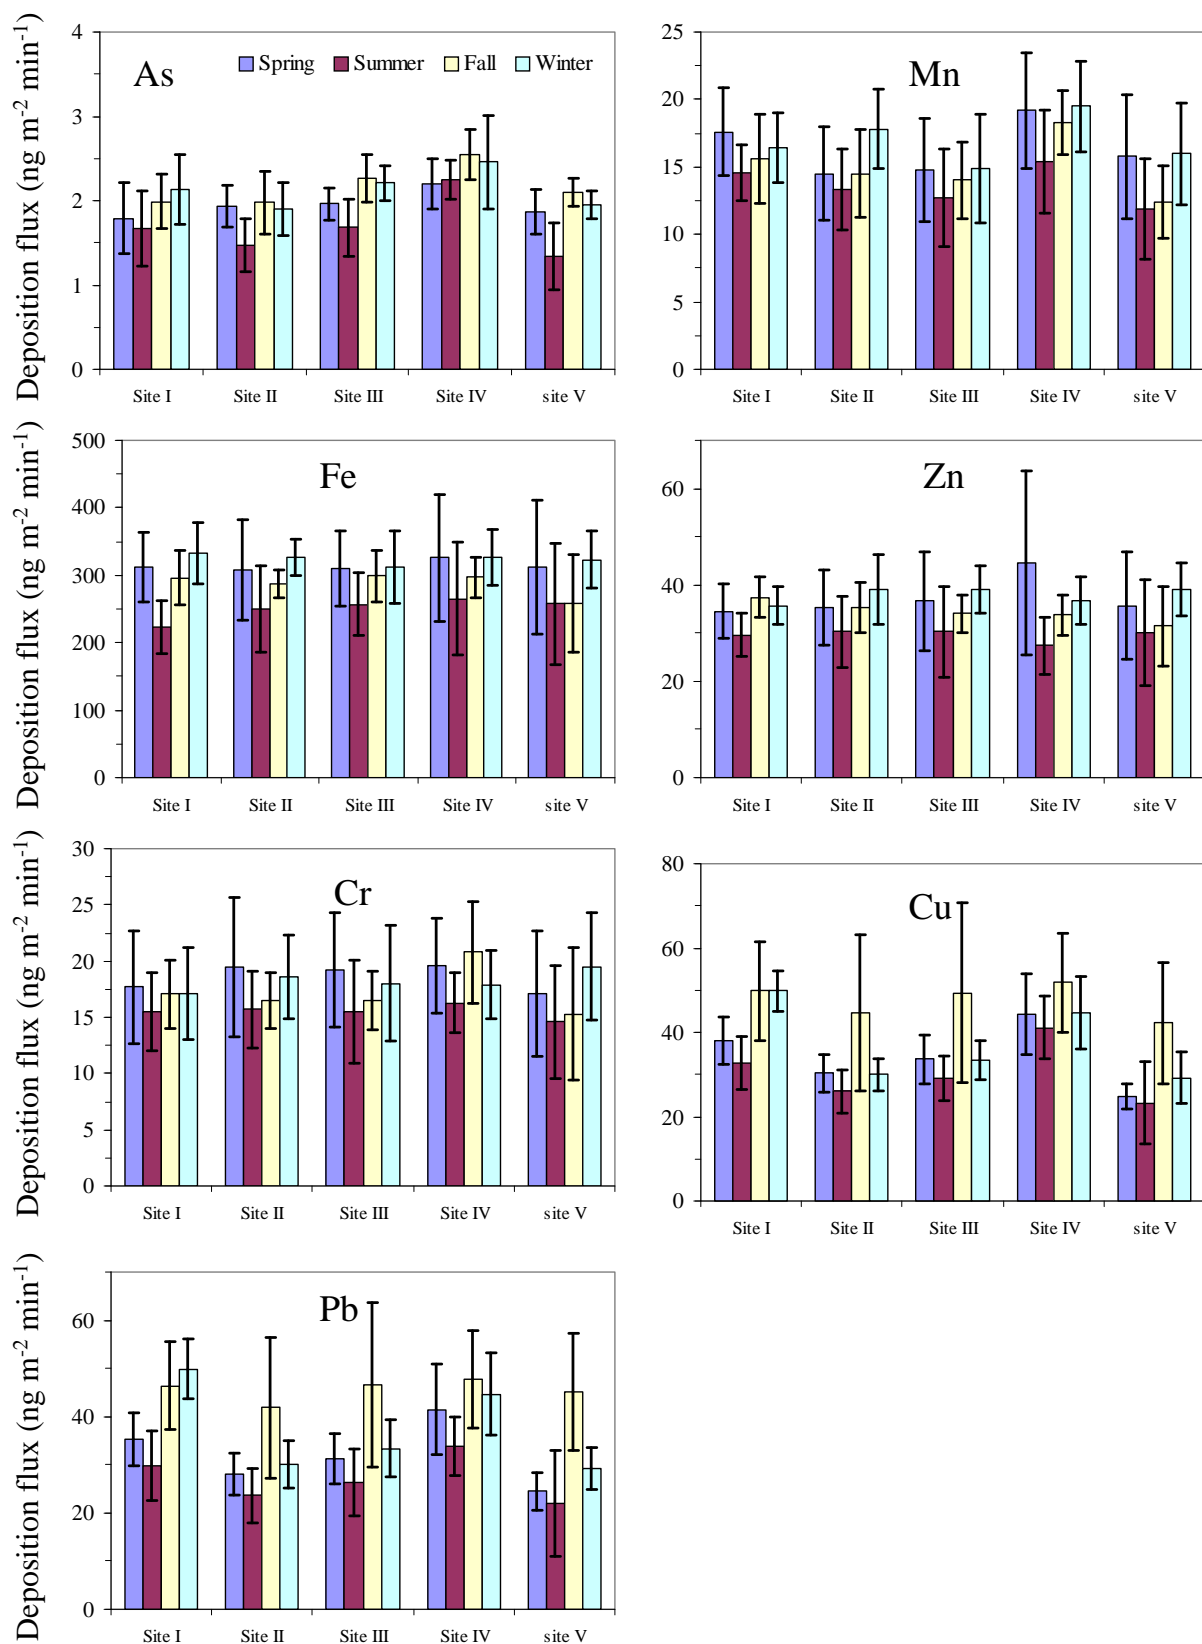 As
Spring Summer Fall Winter
Deposition flux (ng m-2 min-1)
4
3
2
1
0
Site I Site II Site III Site IV site V
Mn
25
20
15
10
5
0
Site I Site II Site III Site IV site V
Fe
Deposition flux (ng m-2 min-1)
500
400
300
200
100
0
Site I Site II Site III Site IV site V
Zn
60
40
20
0
Site I Site II Site III Site IV site V
Cr
Deposition flux (ng m-2 min-1)
30
25
20
15
10
5
0
Site I Site II Site III Site IV site V
Cu
80
60
40
20
0
Site I Site II Site III Site IV site V
Pb
Deposition flux (ng m-2 min-1)
60
40
20
0
Site I Site II Site III Site IV site V